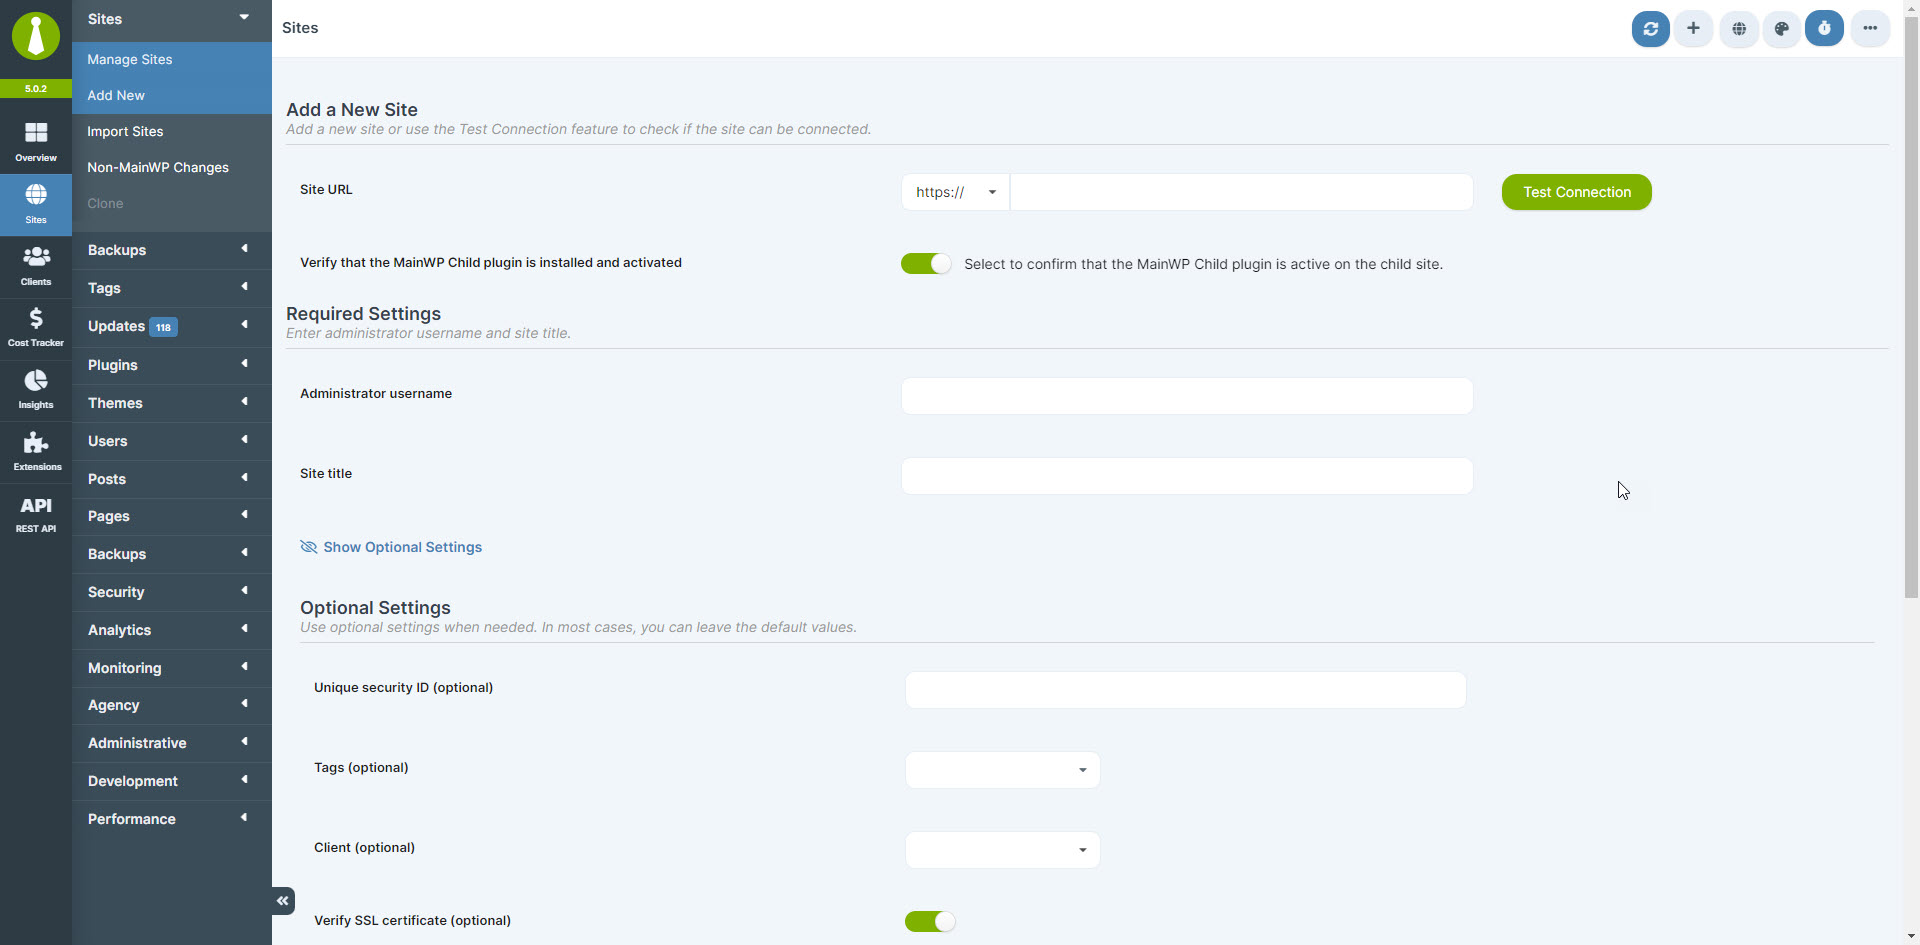 5.0.2
Overview
Sites
Clients
Cost Tracker
Insights
Extensions
API
REST API
Sites
Manage Sites
Add New
Import Sites
Non-MainWP Changes
Clone
Backups
Tags
Updates 118
Plugins
Themes
Users
Posts
Pages
Backups
Security
Analytics
Monitoring
Agency
Administrative
Development
Performance
Sites
Add a New Site
Add a new site or use the Test Connection feature to check if the site can be connected.
Site URL https:// Test Connection
Verify that the MainWP Child plugin is installed and activated Select to confirm that the MainWP Child plugin is active on the child site.
Required Settings
Enter administrator username and site title.
Administrator username
Site title
Show Optional Settings
Optional Settings
Use optional settings when needed. In most cases, you can leave the default values.
Unique security ID (optional)
Tags (optional)
Client (optional)
Verify SSL certificate (optional)